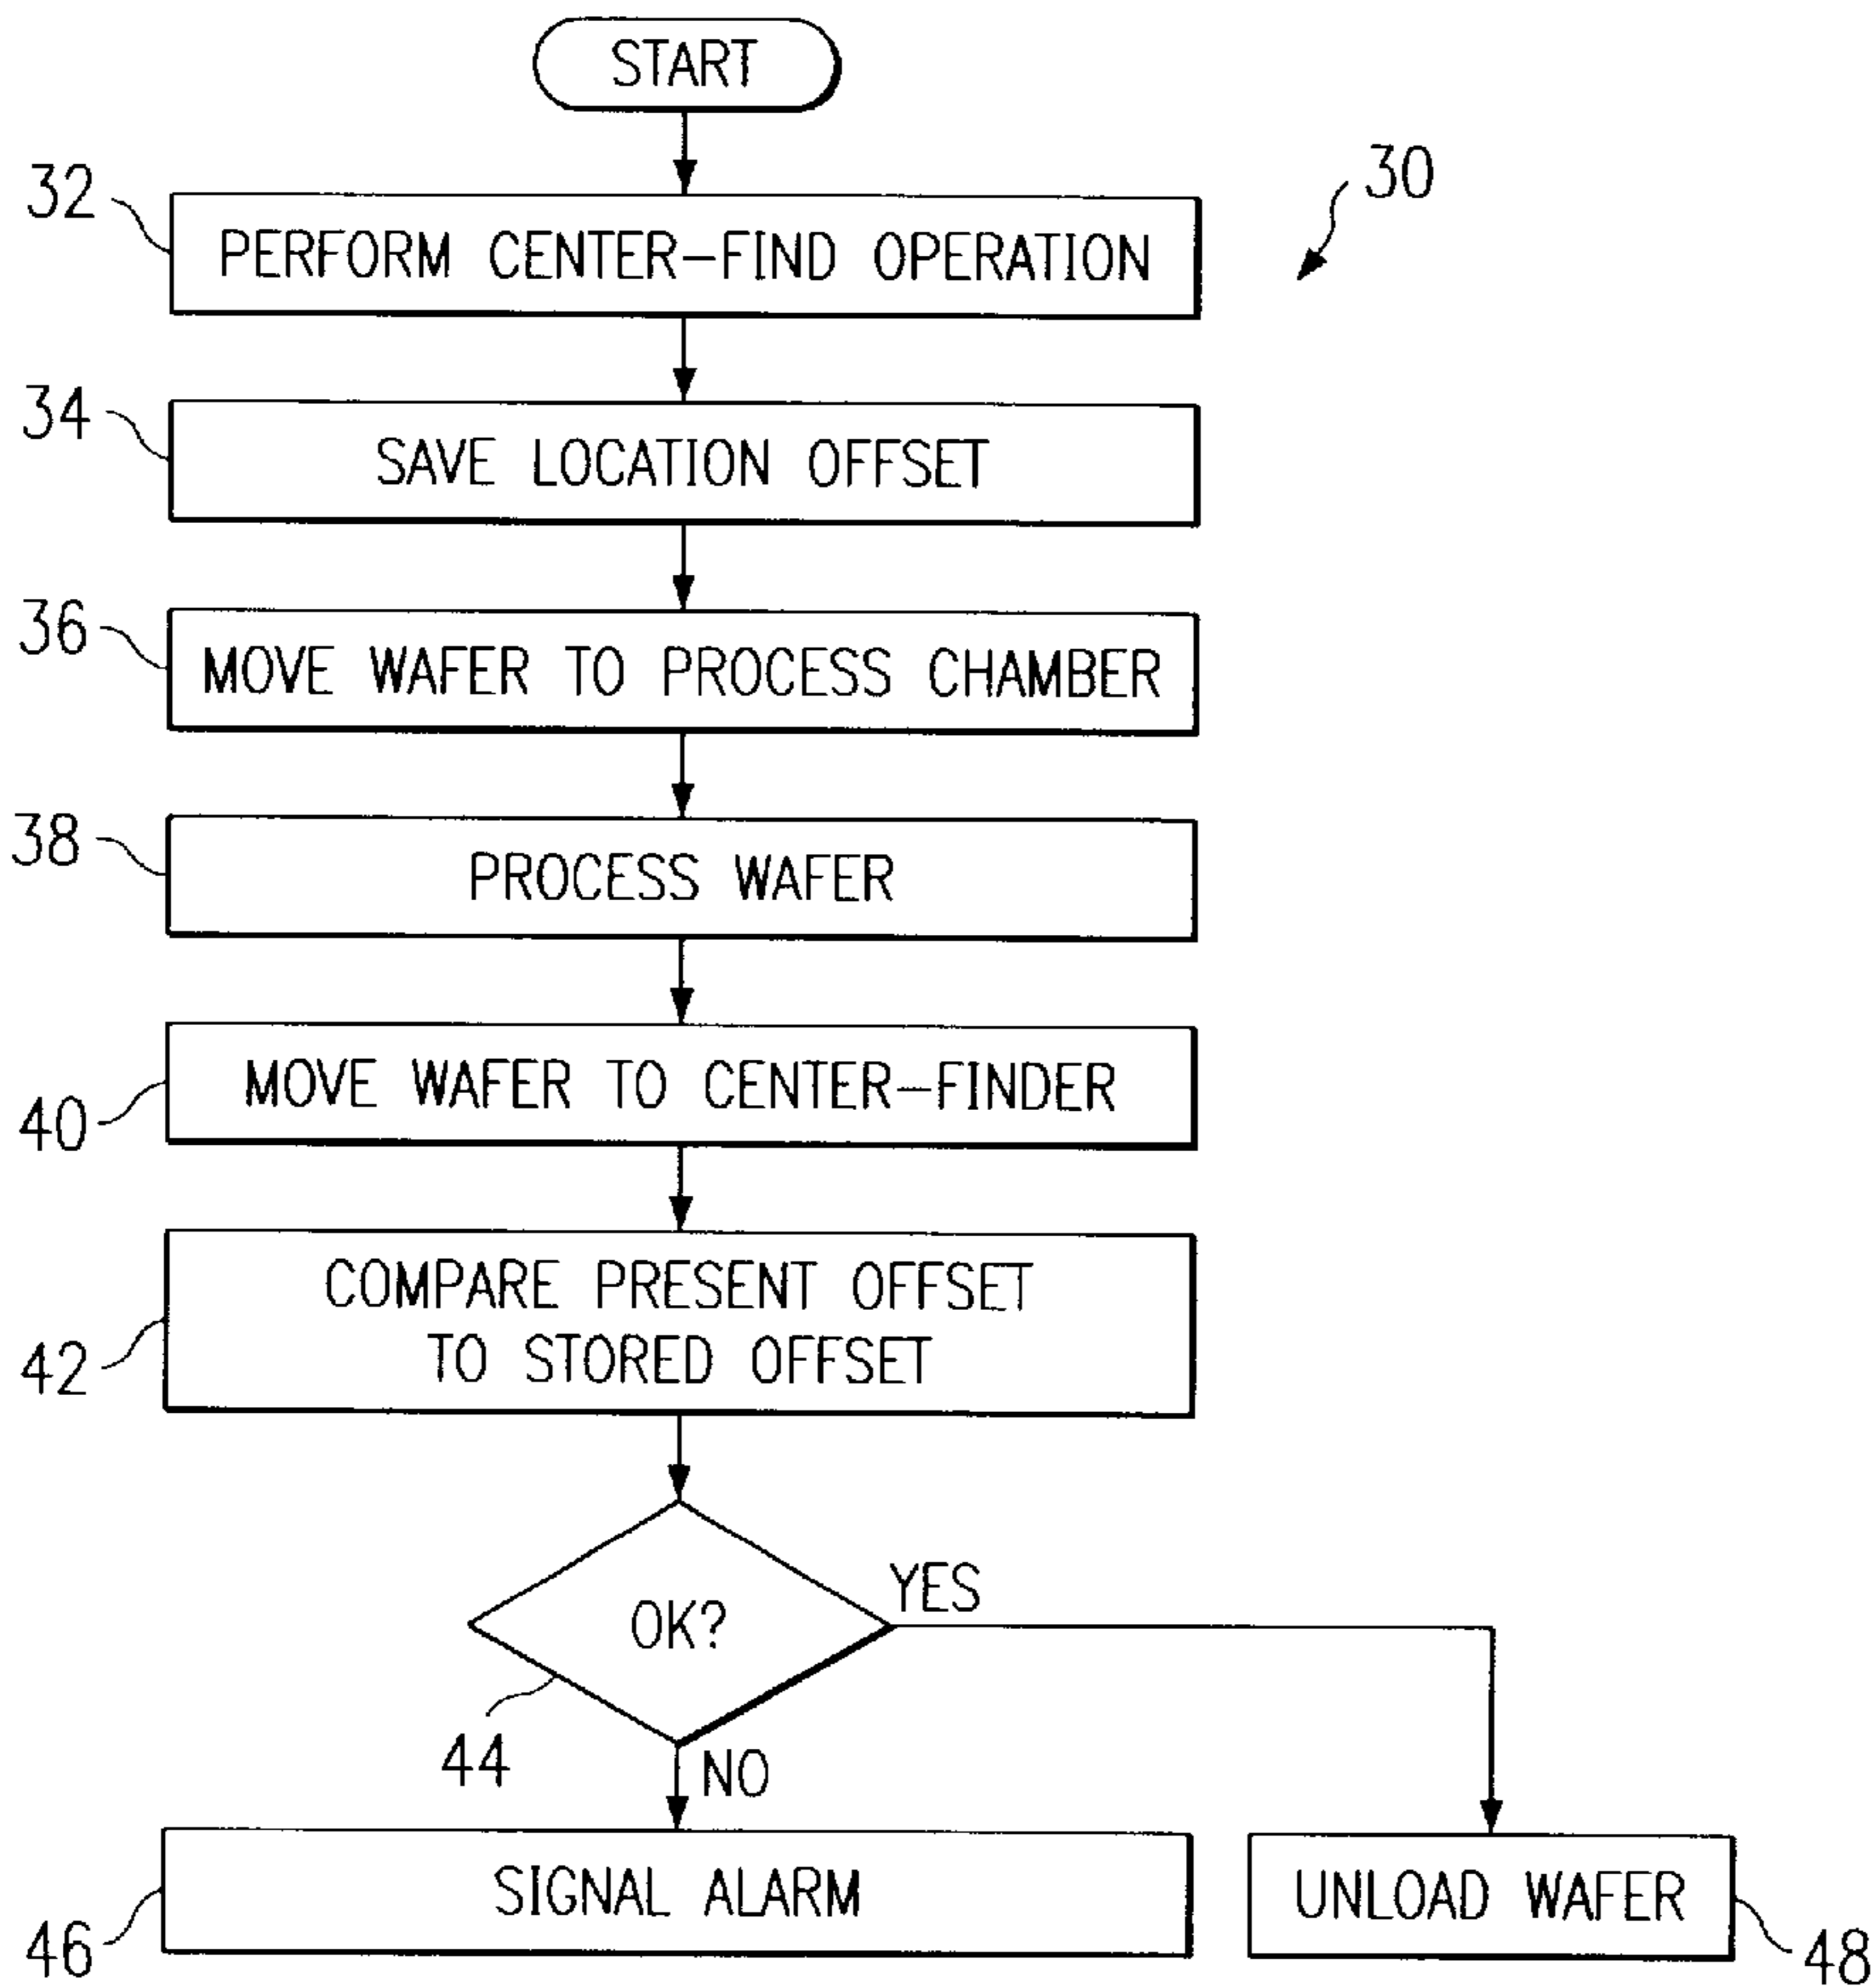 START
30
32
PERFORM CENTER-FIND OPERATION
34
SAVE LOCATION OFFSET
36
MOVE WAFER TO PROCESS CHAMBER
38
PROCESS WAFER
40
MOVE WAFER TO CENTER-FINDER
42
COMPARE PRESENT OFFSET
TO STORED OFFSET
OK?
YES
44
NO
46
SIGNAL ALARM
UNLOAD WAFER
48